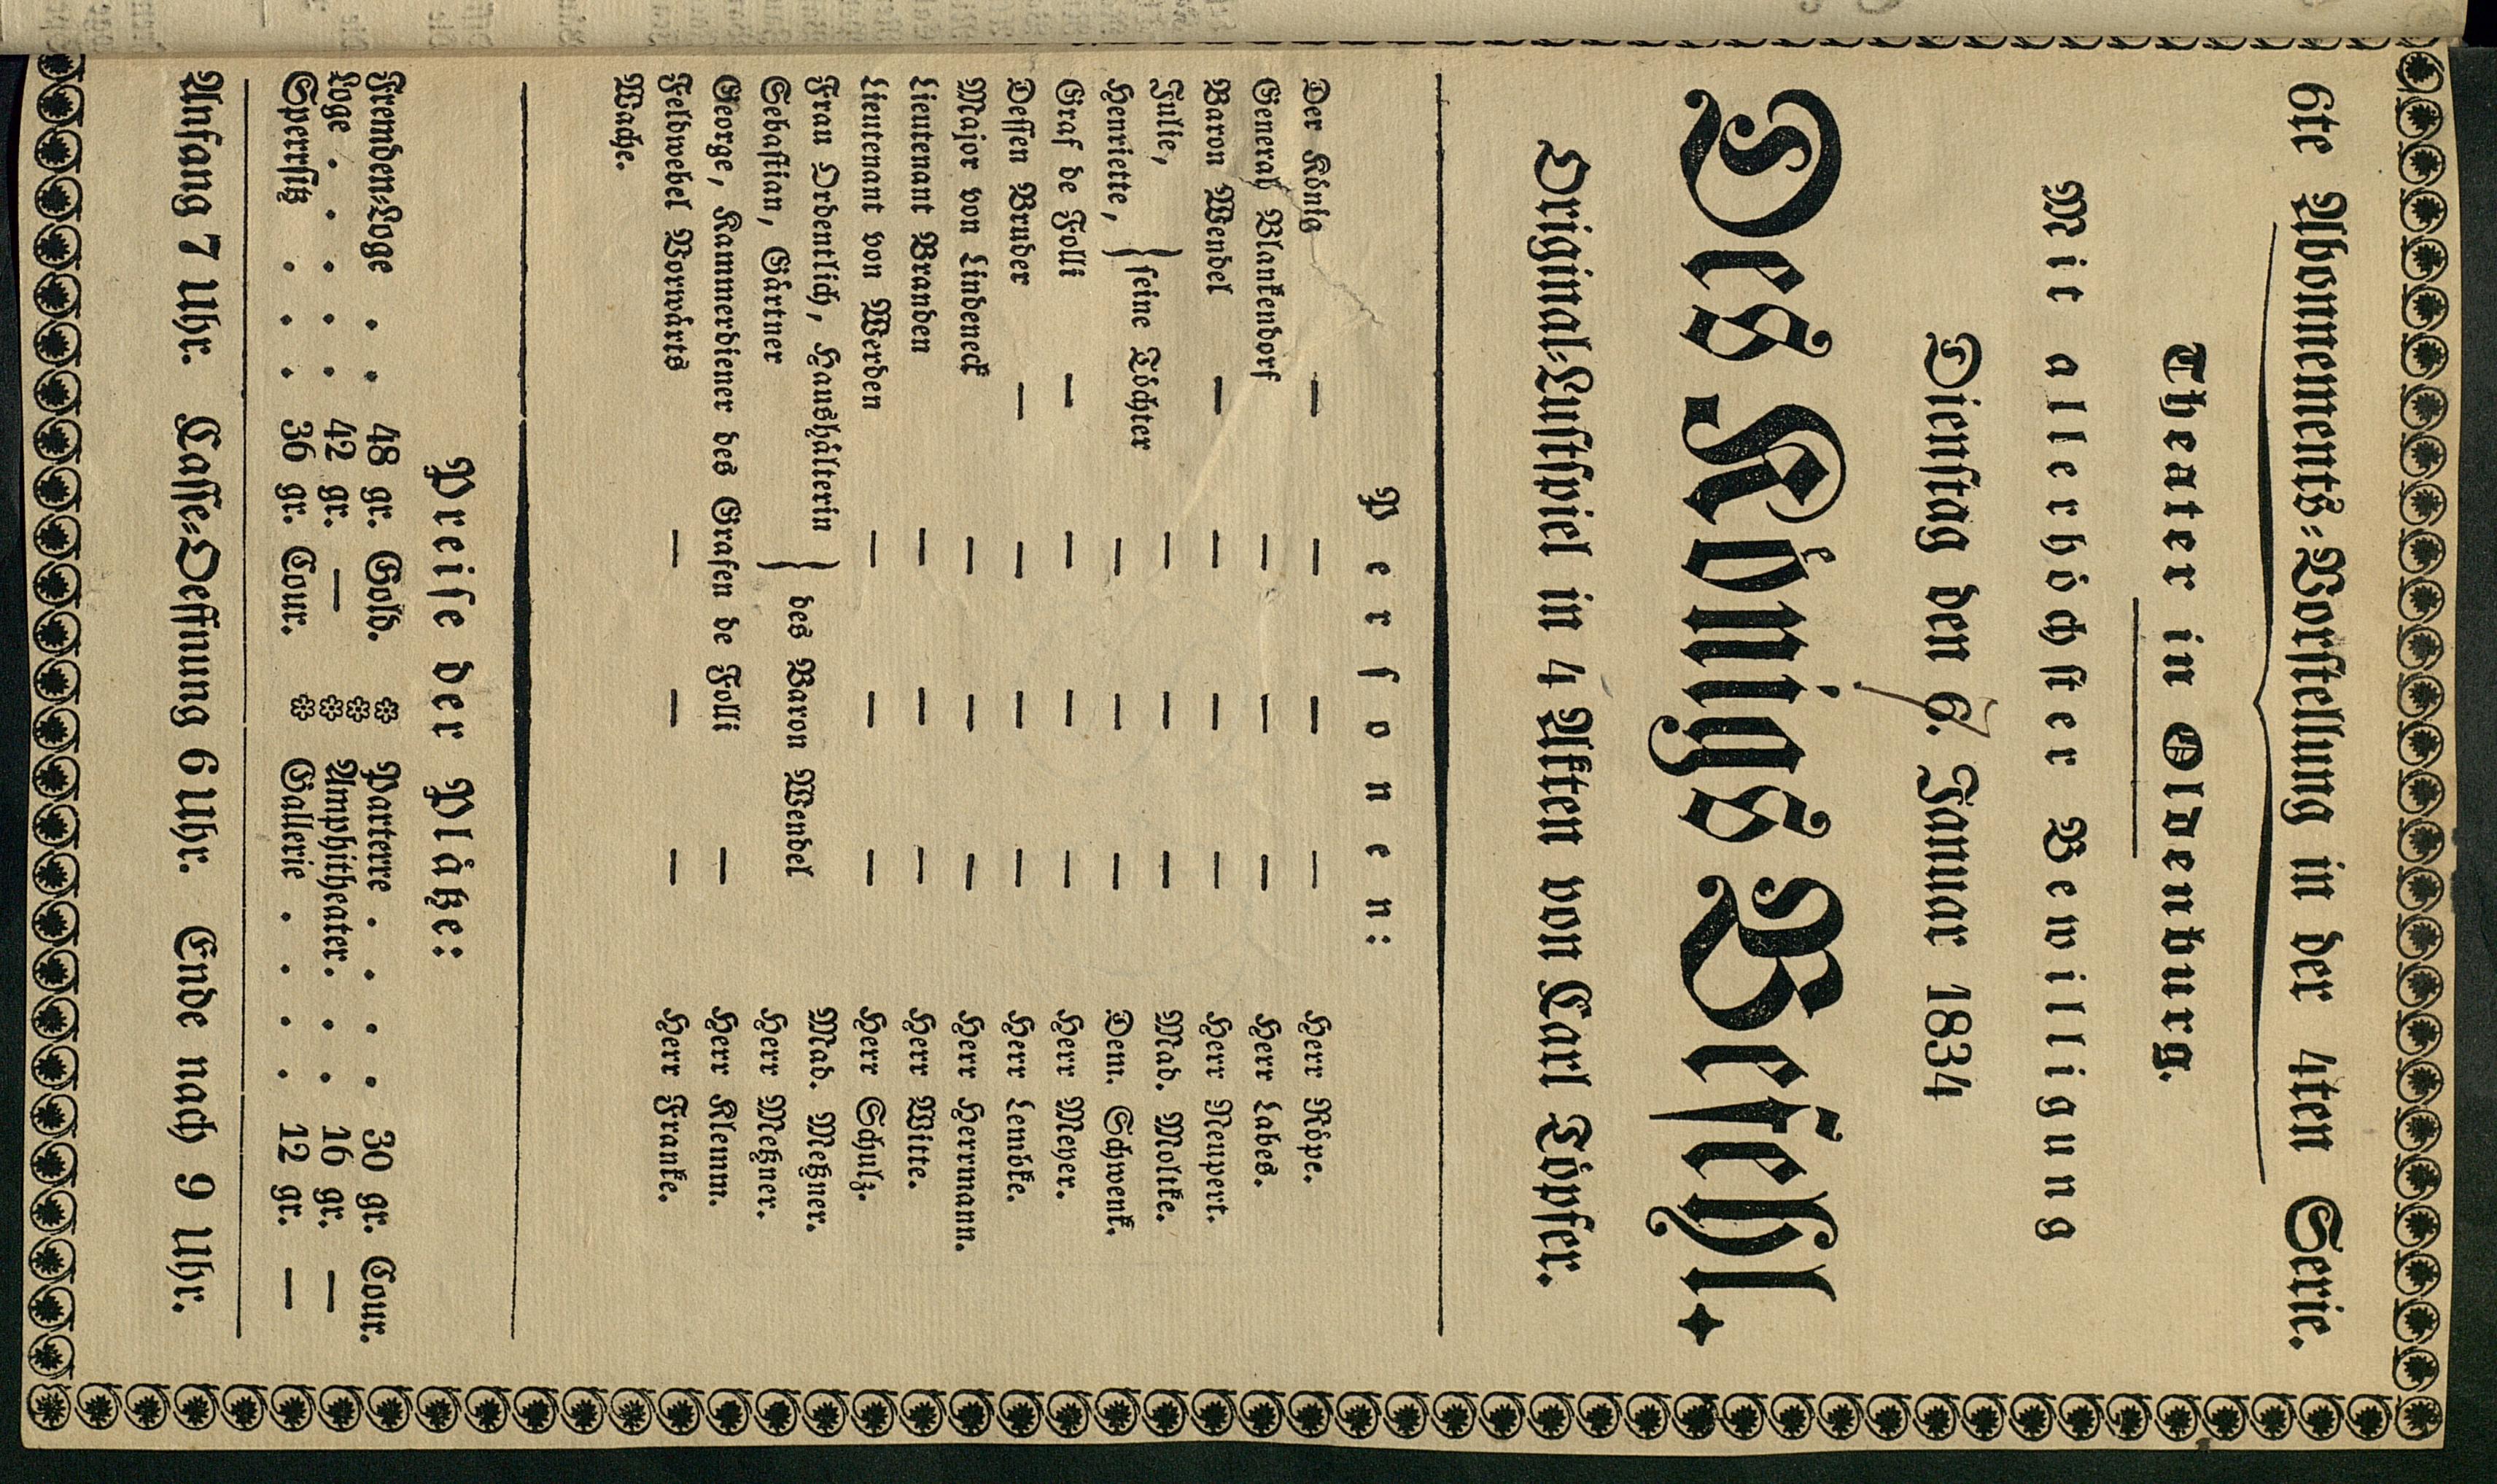 6te Abonnements-Vorstellung in der 4ten Serie.
Theater in Oldenburg.
Mit allerhöchster Bewilligung
Dienstag den 6. 7 Januar 1834
Des Königs Befehl.
Original-Lustspiel in 4 Akten von Carl Töpfer.
Personen:
Der König — — — — Herr Röpe.
General Blankendorf — — — Herr Labes.
Baron Wendel — — — — Herr Neupert.
Julie, } seine Töchter — — — Mad. Moltke.
Henriette, — — — Dem. Schwenk.
Graf de Folli — — — — Herr Meyer.
Dessen Bruder — — — — Herr Lemöke.
Major von Lindeneck — — — Herr Herrmann.
Lieutenant Branden — — — Herr Witte.
Lieutenant von Werden — — — Herr Schulz.
Frau Ordentlich, Haushälterin } des Baron Wendel Mad. Meßner.
Sebastian, Gärtner Herr Meßner.
George, Kammerdiener des Grafen de Folli — Herr Klemm.
Feldwebel Vorwärts — — — Herr Franke.
Wache.
Preise der Plätze:
Fremden-Loge . . 48 gr. Gold. Parterre . . . . 30 gr. Cour.
Loge . . . . . 42 gr. — Amphitheater. . . . 16 gr. —
Sperrsitz . . . 36 gr. Cour. Gallerie . . . . 12 gr. —
Anfang 7 Uhr. Casse-Oeffnung 6 Uhr. Ende nach 9 Uhr.